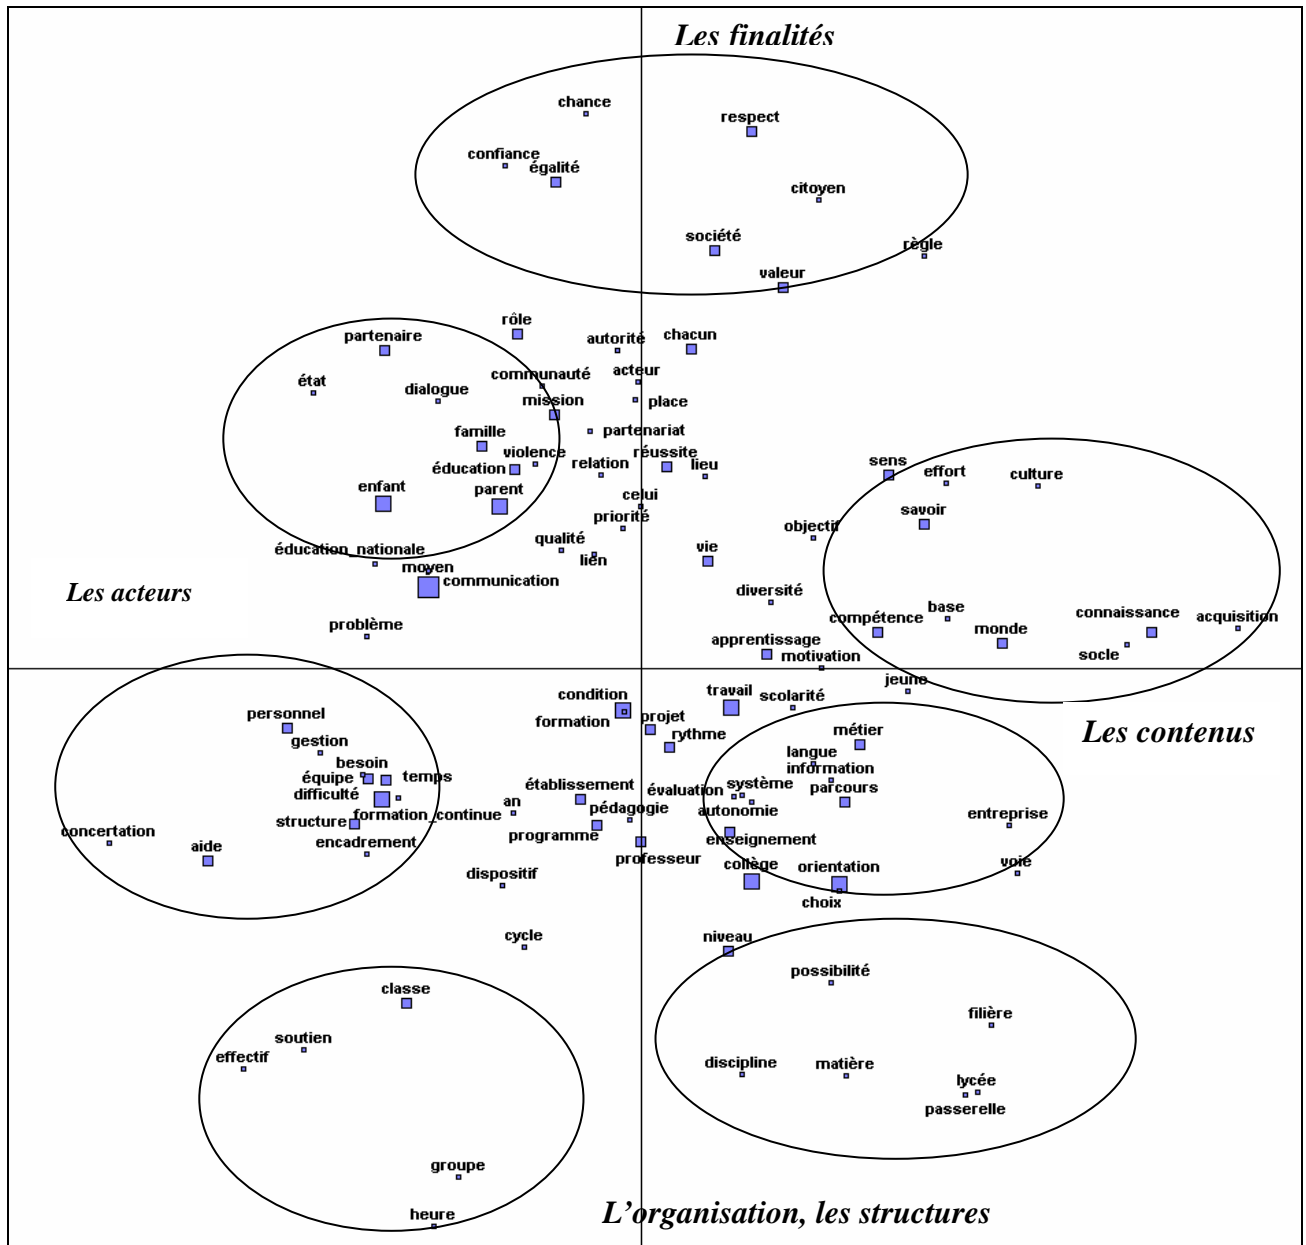 Les finalités
chance
respect
confiance
égalité
citoyen
société
règle
valeur
rôle
partenaire
autorité
chacun
état
communauté
acteur
dialogue
mission
place
famille
partenariat
violence
réussite
éducation
relation
lieu
sens
effort
culture
enfant
parent
celui
savoir
priorité
objectif
qualité
lien
vie
éducation_nationale
moyen
communication
Les acteurs
diversité
problème
compétence
base
connaissance
acquisition
monde
apprentissage
socle
motivation
jeune
condition
travail
scolarité
formation
projet
personnel
rythme
métier
Les contenus
gestion
langue
besoin
information
équipe
temps
établissement
évaluation
système
parcours
difficulté
an
pédagogie
autonomie
entreprise
structure
formation_continue
concertation
encadrement
programme
enseignement
aide
professeur
collège
orientation
voie
dispositif
choix
cycle
niveau
possibilité
classe
filière
soutien
effectif
discipline
matière
lycée
passerelle
groupe
heure
L'organisation, les structures